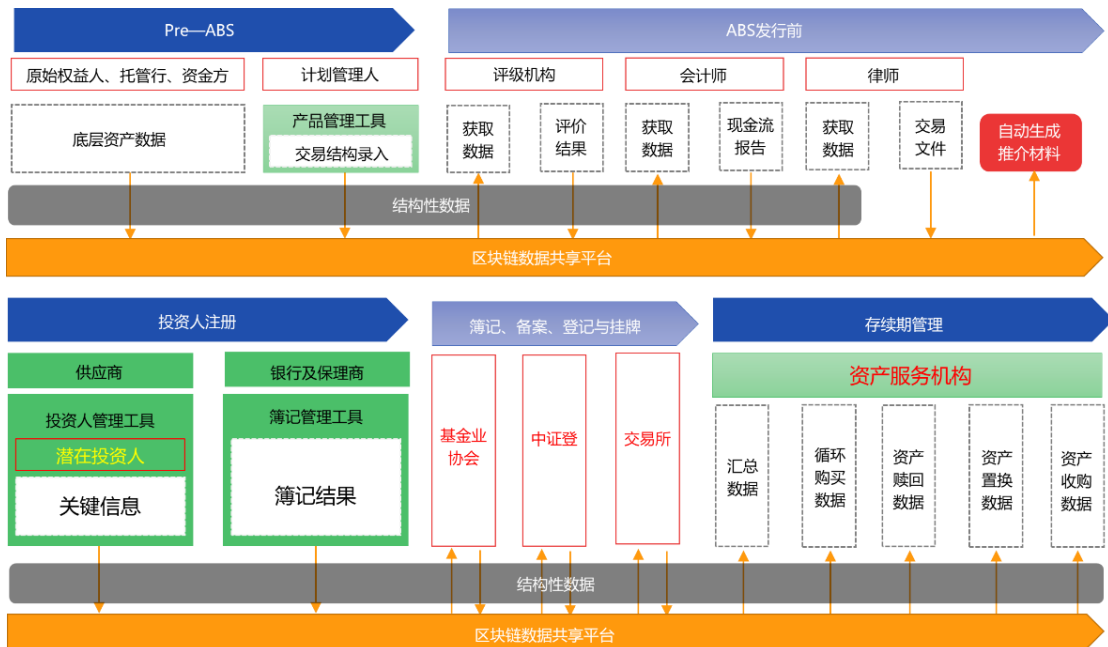 Pre—ABS
ABS发行前
原始权益人、托管行、资金方
计划管理人
评级机构
会计师
律师
底层资产数据
产品管理工具
交易结构录入
获取
数据
评价
结果
获取
数据
现金流
报告
获取
数据
交易
文件
自动生成
推介材料
结构性数据
区块链数据共享平台
投资人注册
簿记、备案、登记与挂牌
存续期管理
供应商
银行及保理商
资产服务机构
投资人管理工具
潜在投资人
关键信息
簿记管理工具
簿记结果
基金业
协会
中证登
交易所
汇总
数据
循环
购买
数据
资产
赎回
数据
资产
置换
数据
资产
收购
数据
结构性数据
区块链数据共享平台